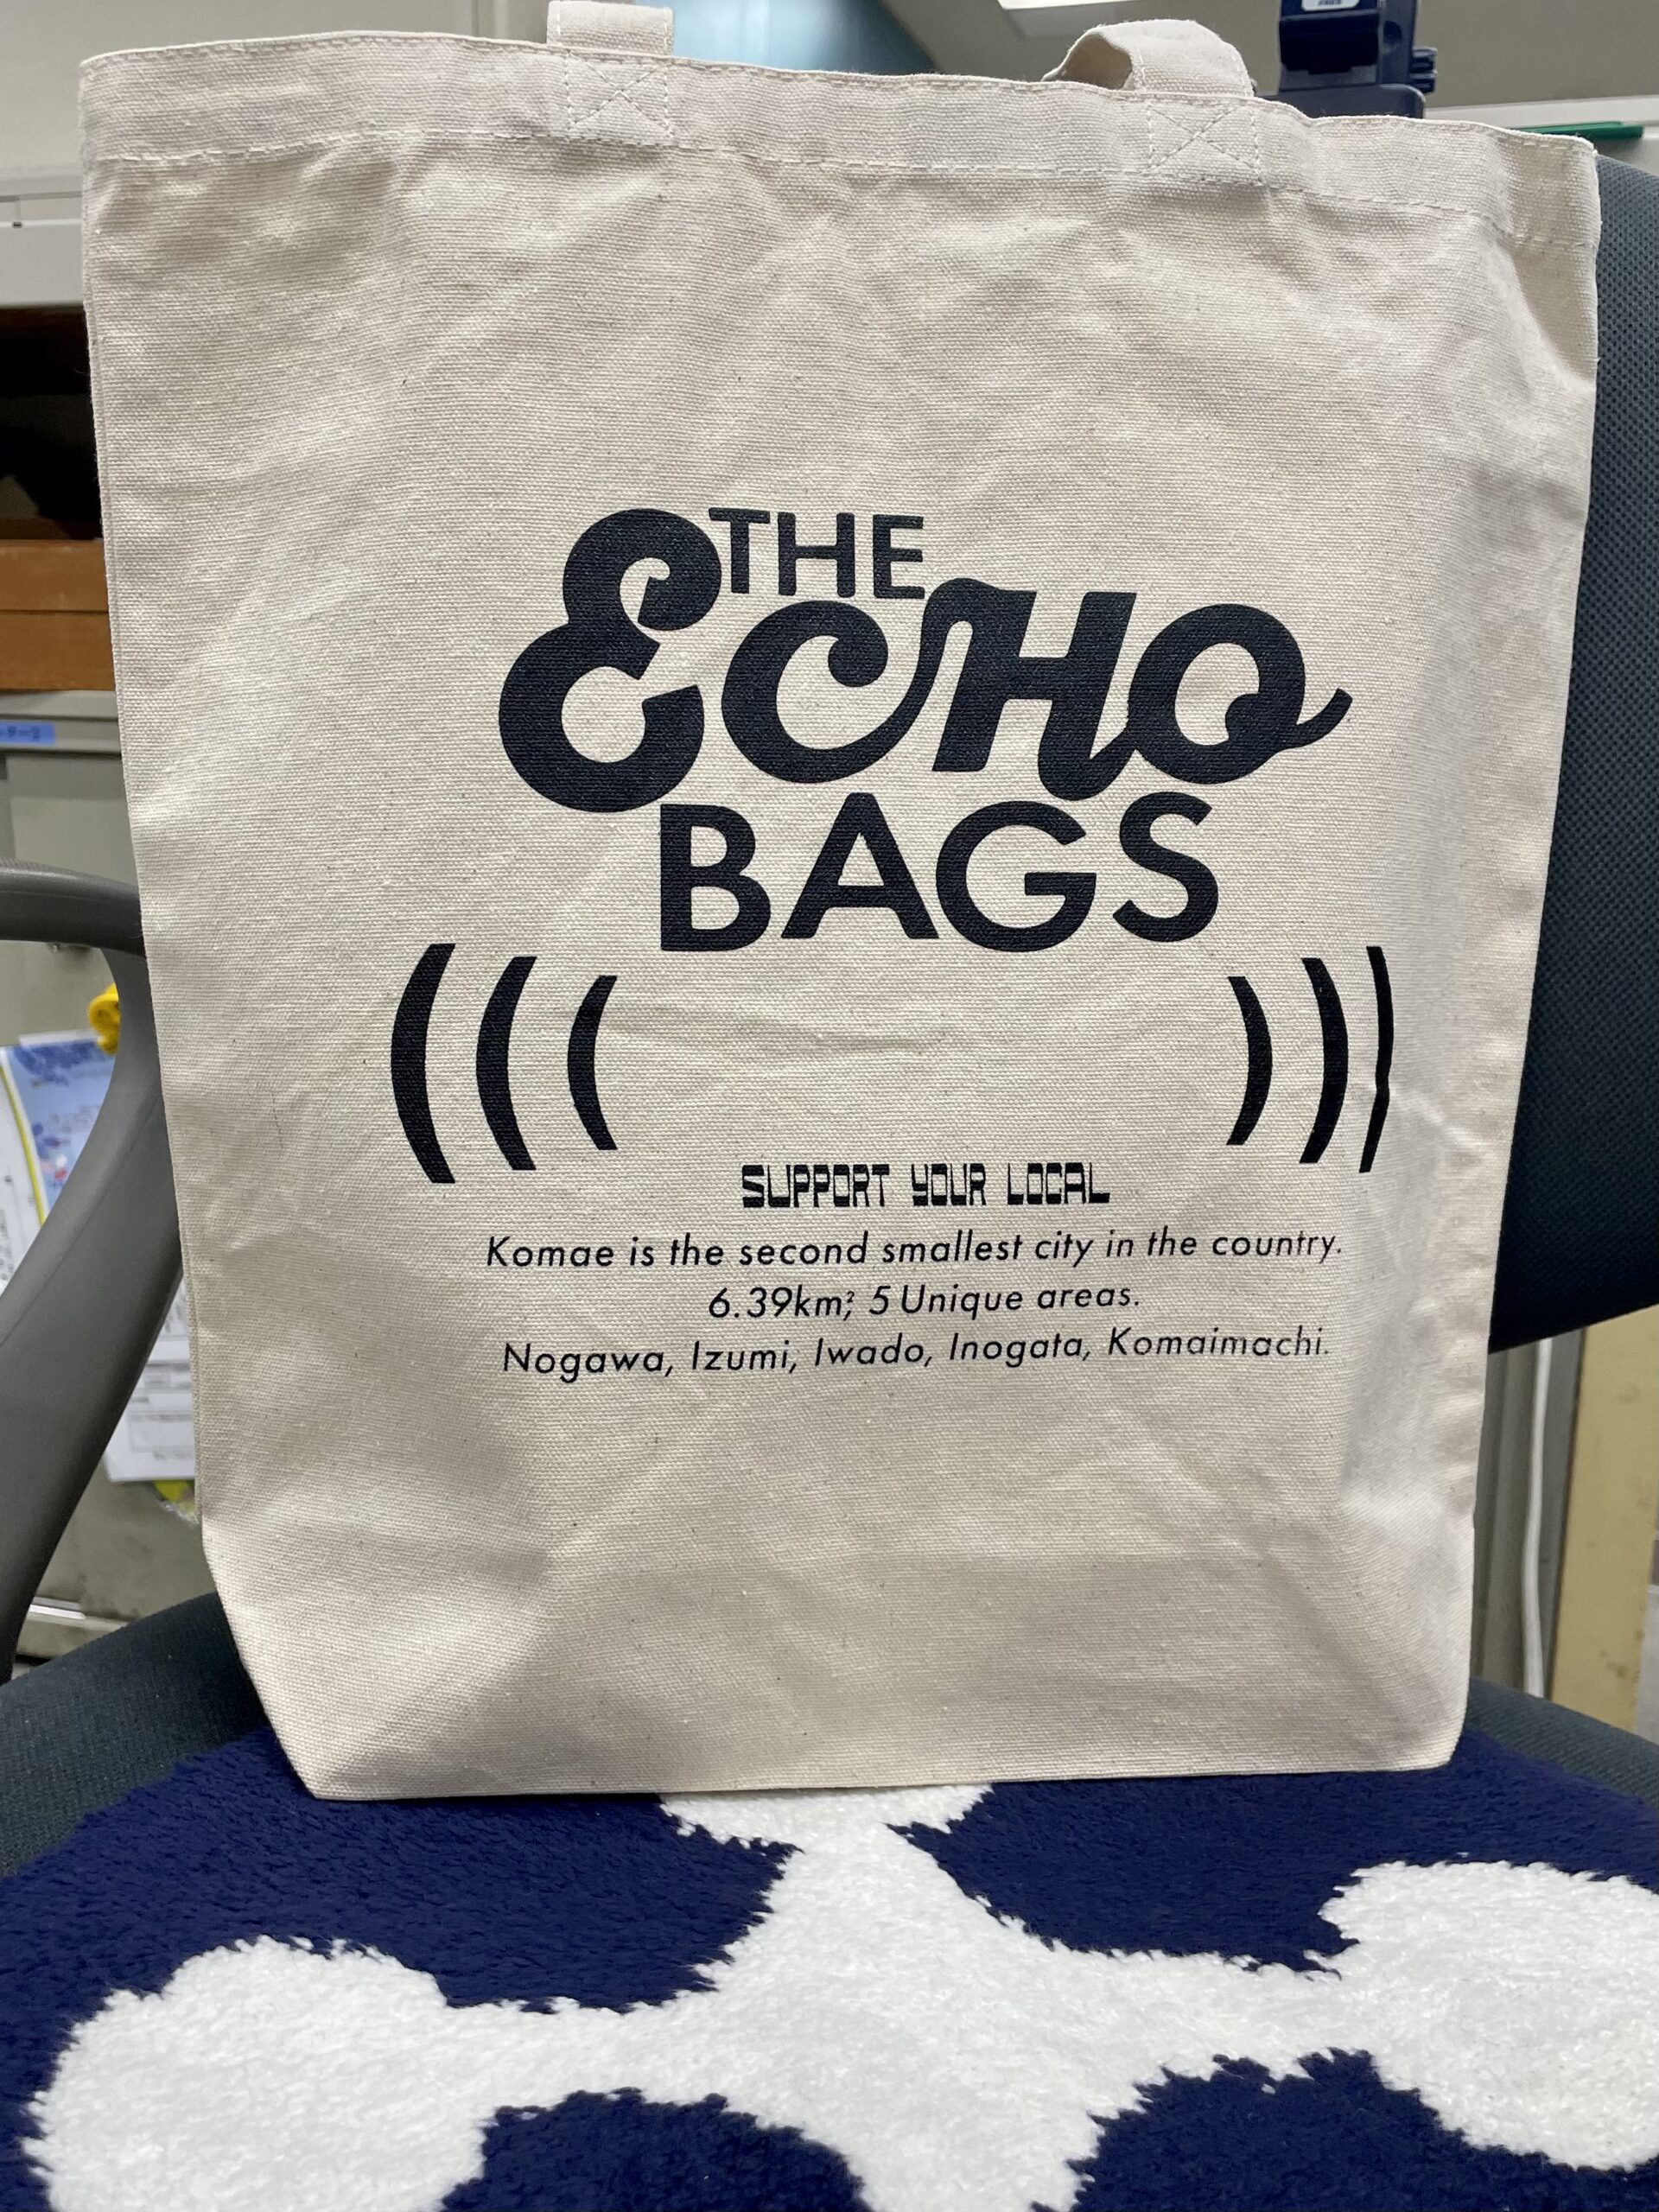 THE
ECHO
BAGS
((( )))
SUPPORT YOUR LOCAL
Komae is the second smallest city in the country.
6.39km², 5 Unique areas.
Nogawa, Izumi, Iwado, Inogata, Komaimachi.